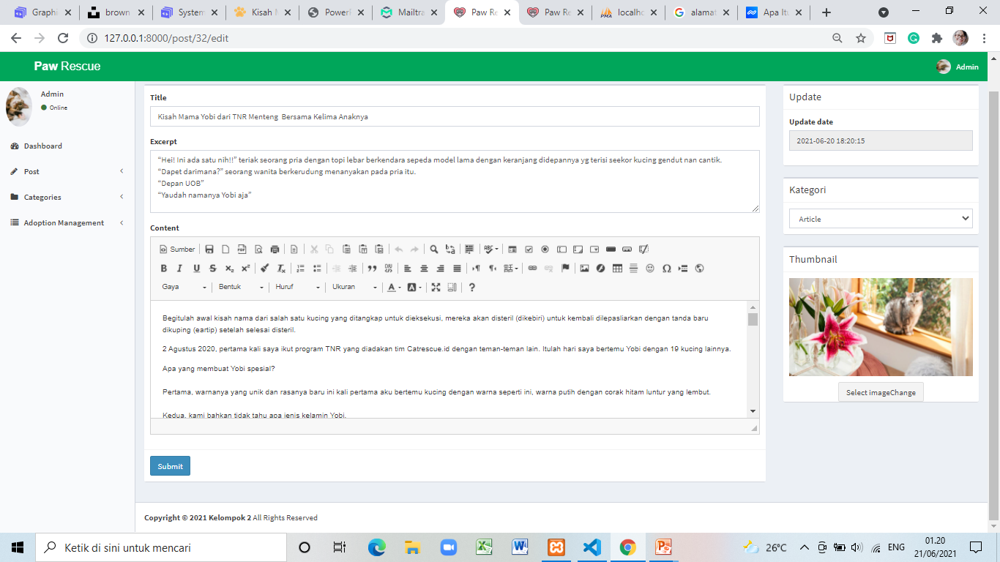 Graphi
brown
System
Kisah M
PowerP
Mailtra
Paw Re
Paw Re
localho
alamat
Apa Itu
127.0.0.1:8000/post/32/edit
Paw Rescue
Admin
Admin
Online
Dashboard
Post
Categories
Adoption Management
Title
Kisah Mama Yobi dari TNR Menteng  Bersama Kelima Anaknya
Excerpt
“Hei! Ini ada satu nih!!” teriak seorang pria dengan topi lebar berkendara sepeda model lama dengan keranjang didepannya yg terisi seekor kucing gendut nan cantik.
“Dapet darimana?” seorang wanita berkerudung menanyakan pada pria itu.
“Depan UOB”
“Yaudah namanya Yobi aja”
Content
Sumber
Gaya
Bentuk
Huruf
Ukuran
Begitulah awal kisah nama dari salah satu kucing yang ditangkap untuk dieksekusi, mereka akan disteril (dikebiri) untuk kembali dilepasliarkan dengan tanda baru
dikuping (eartip) setelah selesai disteril.
2 Agustus 2020, pertama kali saya ikut program TNR yang diadakan tim Catrescue.id dengan teman-teman lain. Itulah hari saya bertemu Yobi dengan 19 kucing lainnya.
Apa yang membuat Yobi spesial?
Pertama, warnanya yang unik dan rasanya baru ini kali pertama aku bertemu kucing dengan warna seperti ini, warna putih dengan corak hitam luntur yang lembut.
Kedua, kami bahkan tidak tahu apa jenis kelamin Yobi.
Submit
Update
Update date
2021-06-20 18:20:15
Kategori
Article
Thumbnail
Select imageChange
Copyright © 2021 Kelompok 2 All Rights Reserved
Ketik di sini untuk mencari
26°C
ENG
01.20
21/06/2021